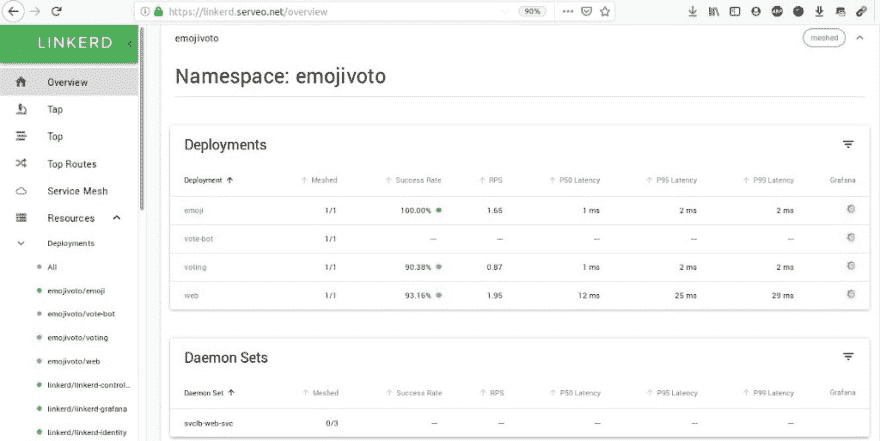 https://linkerd.serveo.net/overview 90%
LINKERD
Overview
Tap
Top
Top Routes
Service Mesh
Resources
Deployments
All
emojivoto/emoji
emojivoto/vote-bot
emojivoto/voting
emojivoto/web
linkerd/linkerd-control...
linkerd/linkerd-grafana
linkerd/linkerd-identity
emojivoto meshed
Namespace: emojivoto
Deployments
Deployment Meshed Success Rate RPS P50 Latency P95 Latency P99 Latency Grafana
emoji 1/1 100.00% 1.65 1 ms 2 ms 2 ms
vote-bot 1/1 --- --- --- --- ---
voting 1/1 90.38% 0.87 1 ms 2 ms 2 ms
web 1/1 93.16% 1.95 12 ms 25 ms 29 ms
Daemon Sets
Daemon Set Meshed Success Rate RPS P50 Latency P95 Latency P99 Latency Grafana
svclb-web-svc 0/3 --- --- --- --- ---